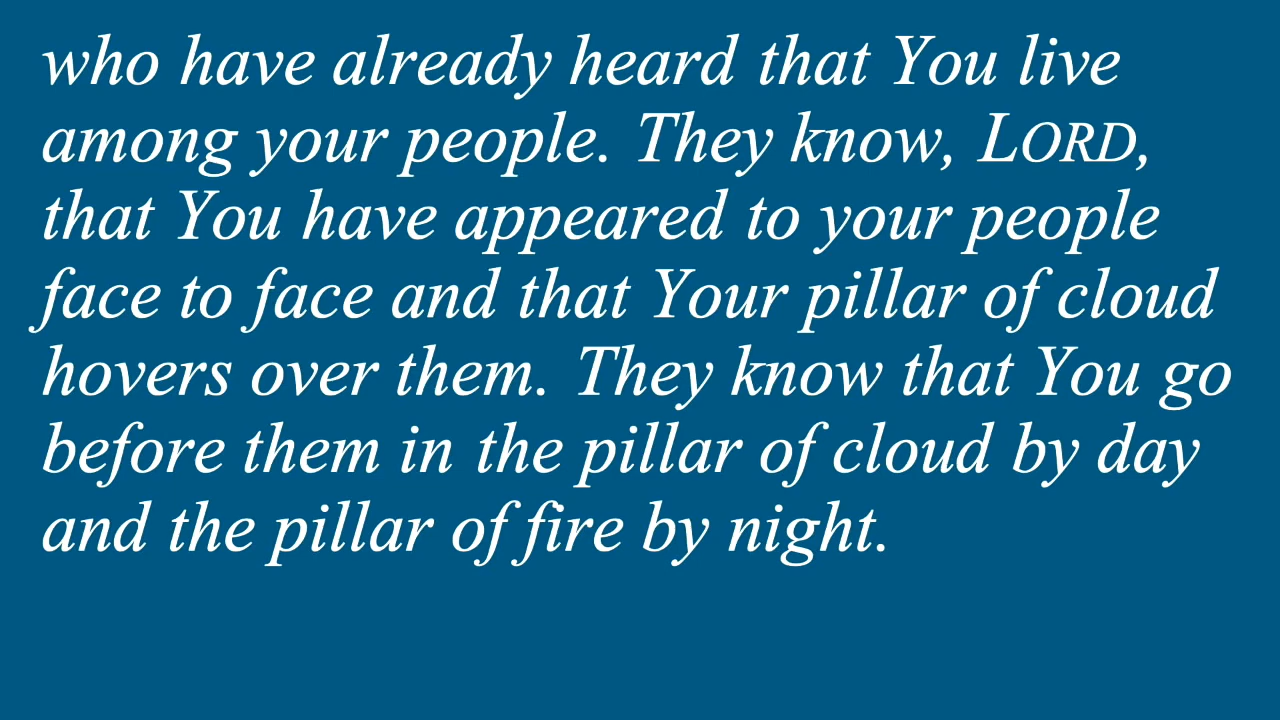 who have already heard that You live
among your people. They know, LORD,
that You have appeared to your people
face to face and that Your pillar of cloud
hovers over them. They know that You go
before them in the pillar of cloud by day
and the pillar of fire by night.